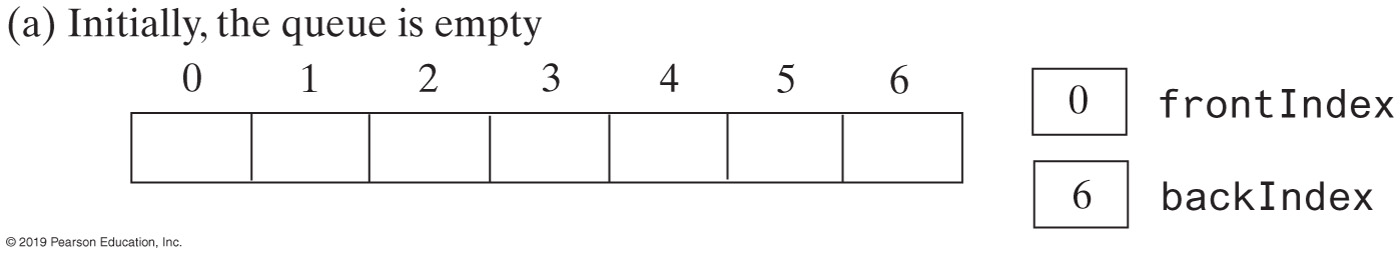 (a) Initially, the queue is empty
0 1 2 3 4 5 6
0 frontIndex
6 backIndex
© 2019 Pearson Education, Inc.